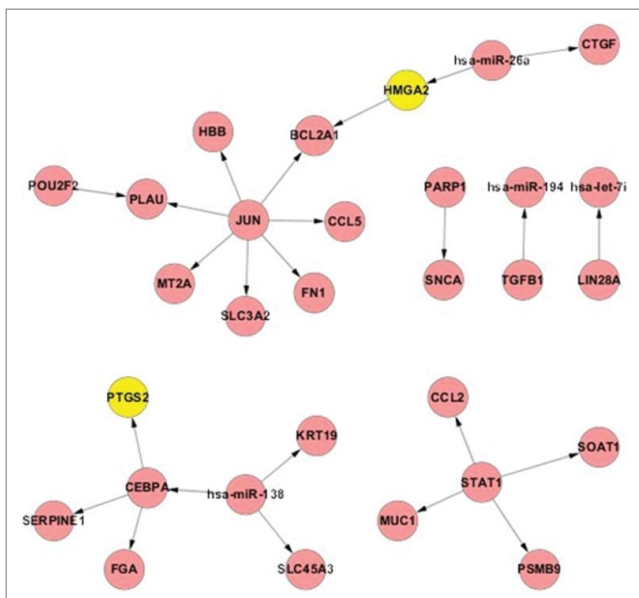 CTGF
hsa-miR-26a
HMGA2
HBB
BCL2A1
POU2F2
PLAU
PARP1
hsa-miR-194
hsa-let-7i
JUN
CCL5
MT2A
FN1
SNCA
TGFB1
LIN28A
SLC3A2
PTGS2
CCL2
KRT19
SOAT1
CEBPA
hsa-miR-138
STAT1
SERPINE1
MUC1
FGA
SLC45A3
PSMB9